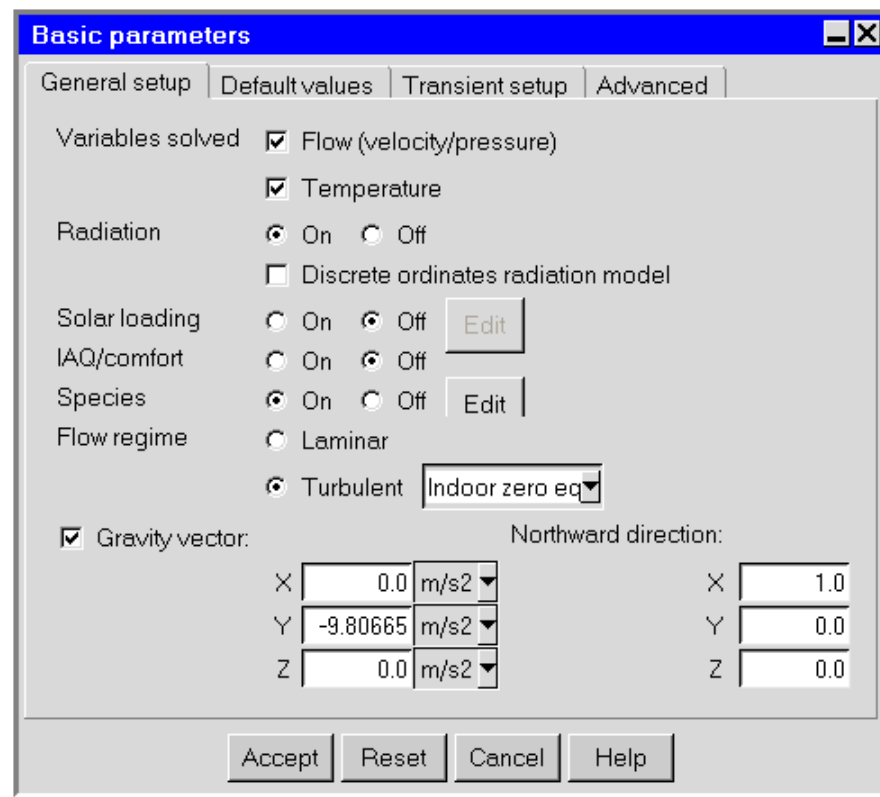 Basic parameters
General setup Default values Transient setup Advanced
Variables solved Flow (velocity/pressure)
Temperature
Radiation On Off
Discrete ordinates radiation model
Solar loading On Off Edit
IAQ/comfort On Off
Species On Off Edit
Flow regime Laminar
Turbulent Indoor zero eq
Gravity vector: Northward direction:
X 0.0 m/s2 X 1.0
Y -9.80665 m/s2 Y 0.0
Z 0.0 m/s2 Z 0.0
Accept Reset Cancel Help